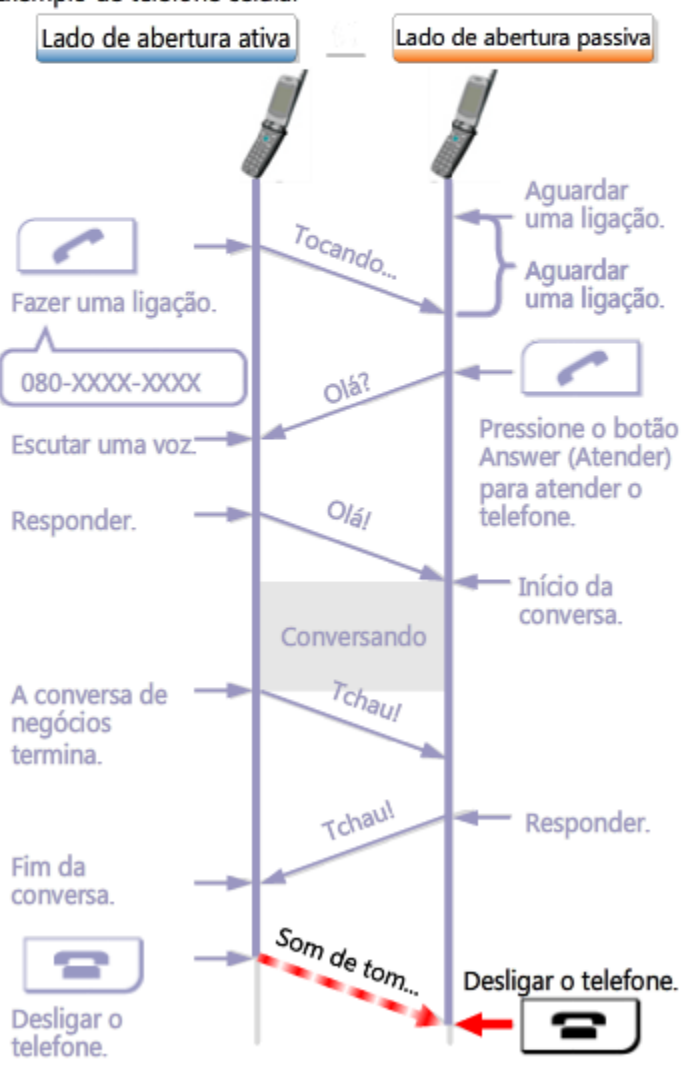 Lado de abertura ativa
Lado de abertura passiva
Aguardar
uma ligação.
Tocando...
Aguardar
uma ligação.
Fazer uma ligação.
080-XXXX-XXXX
Olá?
Escutar uma voz.
Pressione o botão
Answer (Atender)
para atender o
telefone.
Responder.
Olá!
Início da
conversa.
Conversando
A conversa de
negócios
termina.
Tchau!
Tchau!
Responder.
Fim da
conversa.
Som de tom...
Desligar o telefone.
Desligar o
telefone.